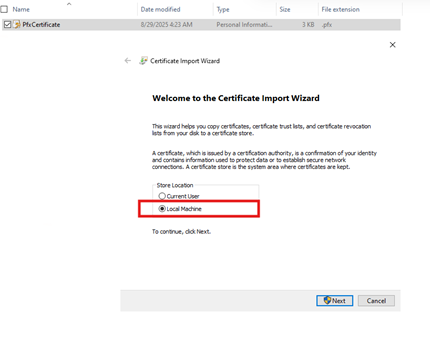 Name Date modified Type Size File extension
PfxCertificate 8/29/2025 4:23 AM Personal Informati... 3 KB .pfx
Certificate Import Wizard
Welcome to the Certificate Import Wizard
This wizard helps you copy certificates, certificate trust lists, and certificate revocation
lists from your disk to a certificate store.
A certificate, which is issued by a certification authority, is a confirmation of your identity
and contains information used to protect data or to establish secure network
connections. A certificate store is the system area where certificates are kept.
Store Location
Current User
Local Machine
To continue, click Next.
Next Cancel